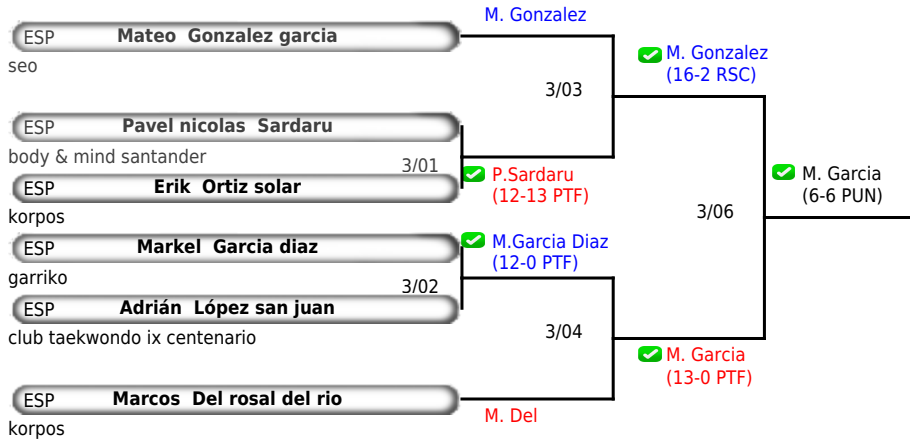 M. Gonzalez
ESP Mateo Gonzalez garcia
seo
M. Gonzalez
(16-2 RSC)
3/03
ESP Pavel nicolas Sardaru
body & mind santander
3/01
P.Sardaru
(12-13 PTF)
ESP Erik Ortiz solar
korpos
M. Garcia
(6-6 PUN)
3/06
ESP Markel Garcia diaz
garriko
M.Garcia Diaz
(12-0 PTF)
3/02
ESP Adrián López san juan
club taekwondo ix centenario
3/04
M. Garcia
(13-0 PTF)
ESP Marcos Del rosal del rio
korpos
M. Del